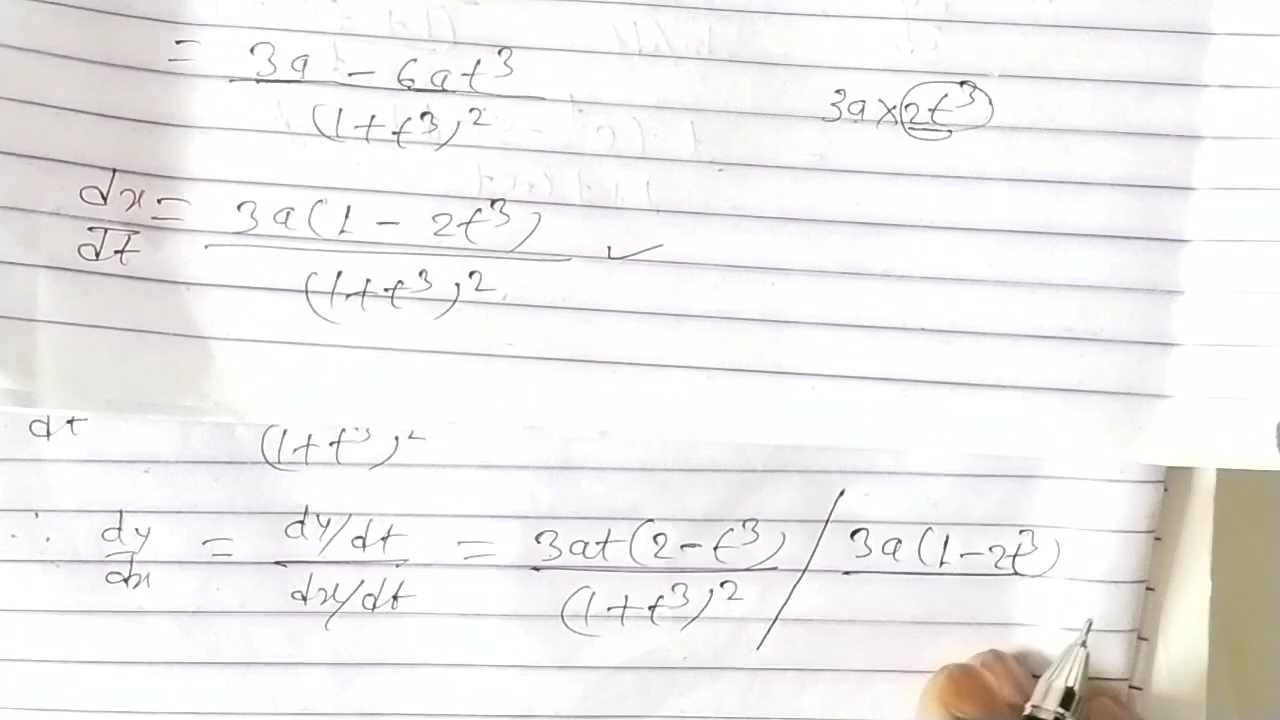 = 3a - 6at³ / (1+t³)²
3a×2t³
dx/dt = 3a(1 - 2t³) / (1+t³)² ✓
dt (1+t³)²
∴ dy/dx = dy/dt / dx/dt = 3at(2-t³) / (1+t³)² / 3a(1-2t³)